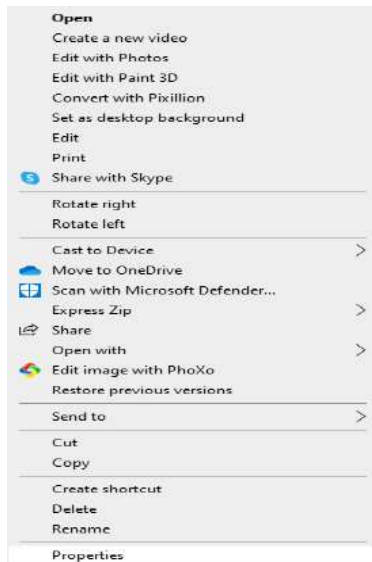 Open
Create a new video
Edit with Photos
Edit with Paint 3D
Convert with Pixillion
Set as desktop background
Edit
Print
Share with Skype
Rotate right
Rotate left
Cast to Device
Move to OneDrive
Scan with Microsoft Defender...
Express Zip
Share
Open with
Edit image with PhoXo
Restore previous versions
Send to
Cut
Copy
Create shortcut
Delete
Rename
Properties